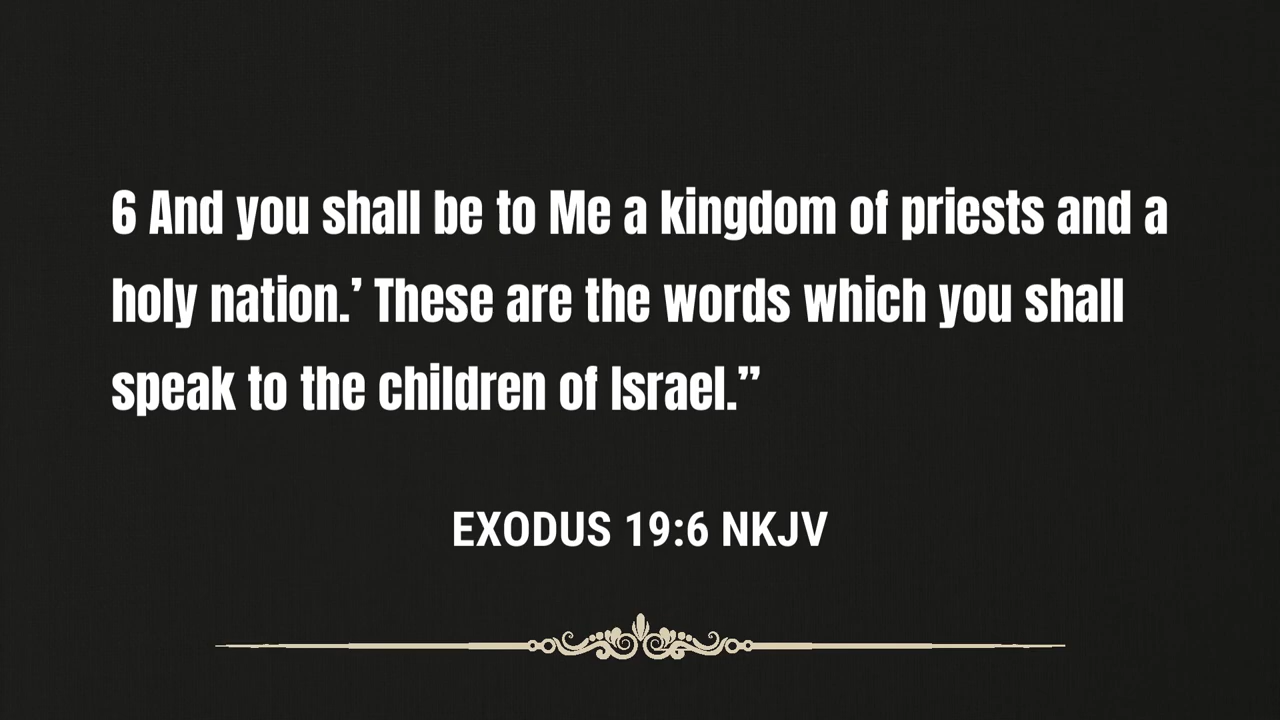 6 And you shall be to Me a kingdom of priests and a
holy nation.’ These are the words which you shall
speak to the children of Israel.”
EXODUS 19:6 NKJV